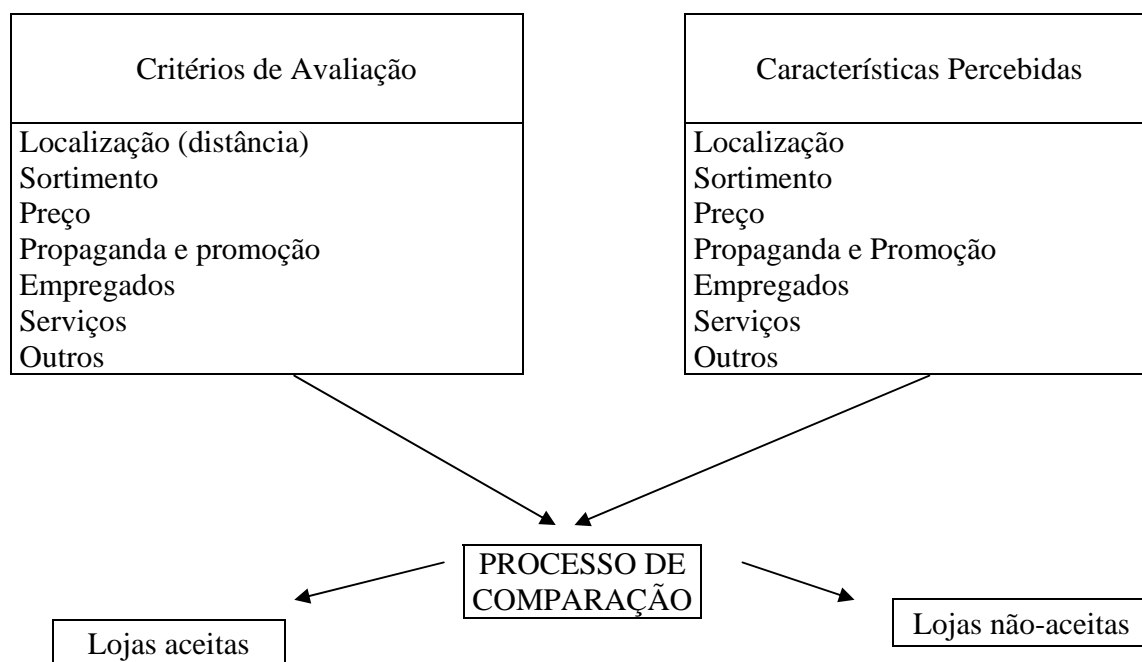 Critérios de Avaliação
Localização (distância)
Sortimento
Preço
Propaganda e promoção
Empregados
Serviços
Outros
Características Percebidas
Localização
Sortimento
Preço
Propaganda e Promoção
Empregados
Serviços
Outros
PROCESSO DE
COMPARAÇÃO
Lojas aceitas
Lojas não-aceitas